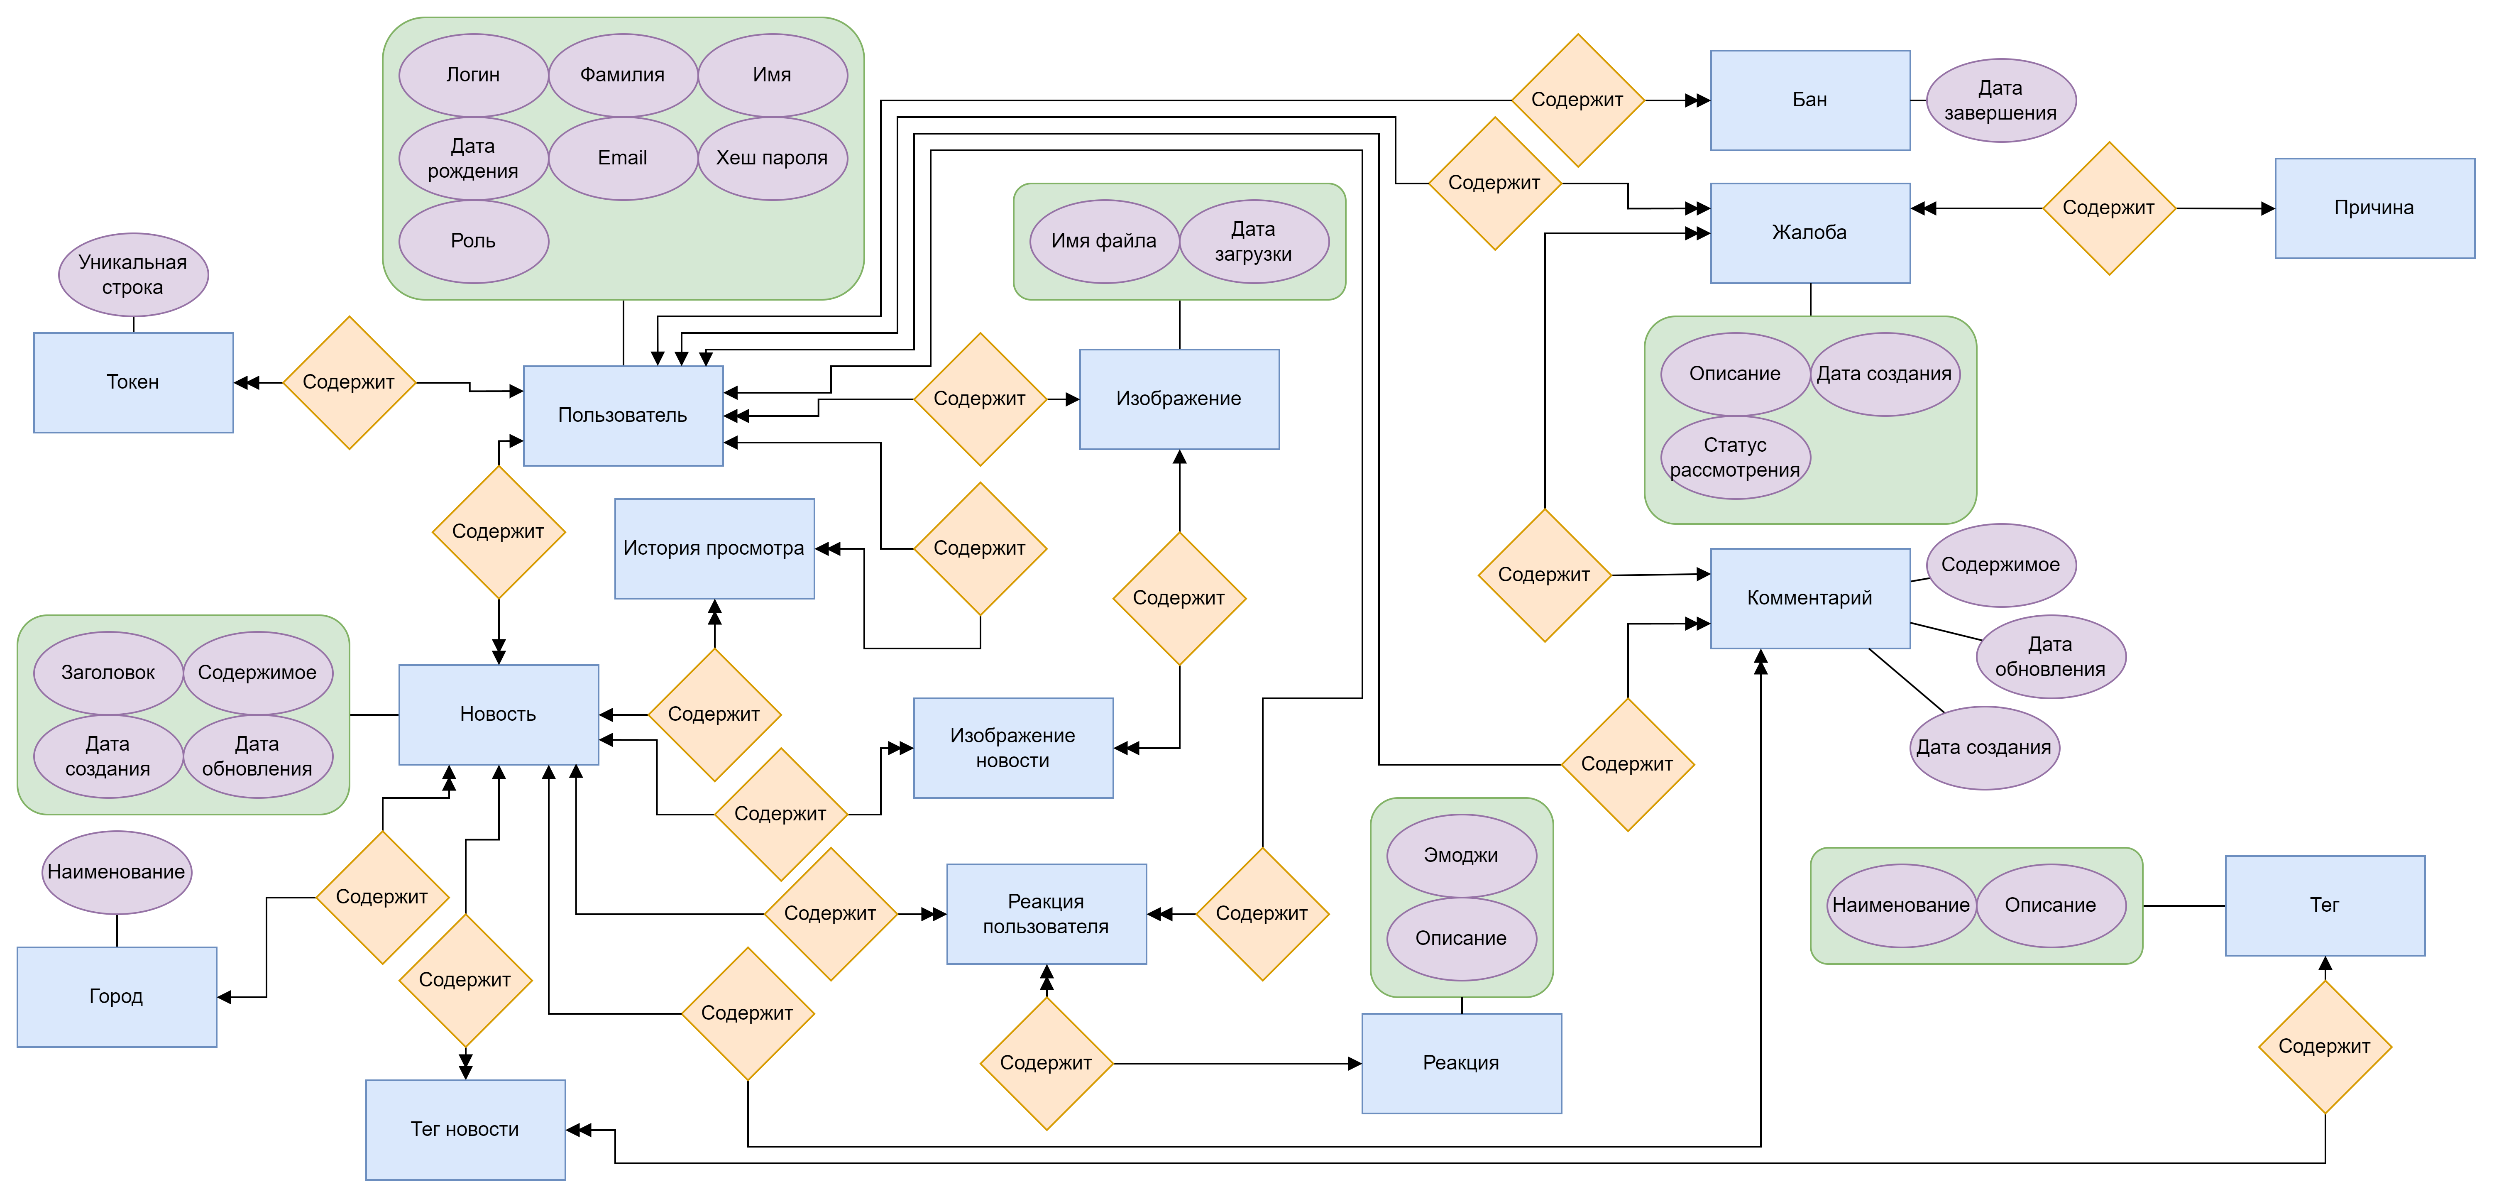 Логин
Фамилия
Имя
Дата
рождения
Email
Хеш пароля
Роль
Содержит
Бан
Дата
завершения
Содержит
Жалоба
Содержит
Причина
Имя файла
Дата
загрузки
Уникальная
строка
Токен
Содержит
Пользователь
Содержит
Изображение
Описание
Дата создания
Статус
рассмотрения
Содержит
История просмотра
Содержит
Содержит
Содержит
Комментарий
Содержимое
Дата
обновления
Дата создания
Заголовок
Содержимое
Дата
создания
Дата
обновления
Новость
Содержит
Изображение
новости
Содержит
Содержит
Наименование
Содержит
Содержит
Реакция
пользователя
Содержит
Эмоджи
Описание
Наименование
Описание
Тег
Город
Содержит
Содержит
Содержит
Реакция
Содержит
Тег новости